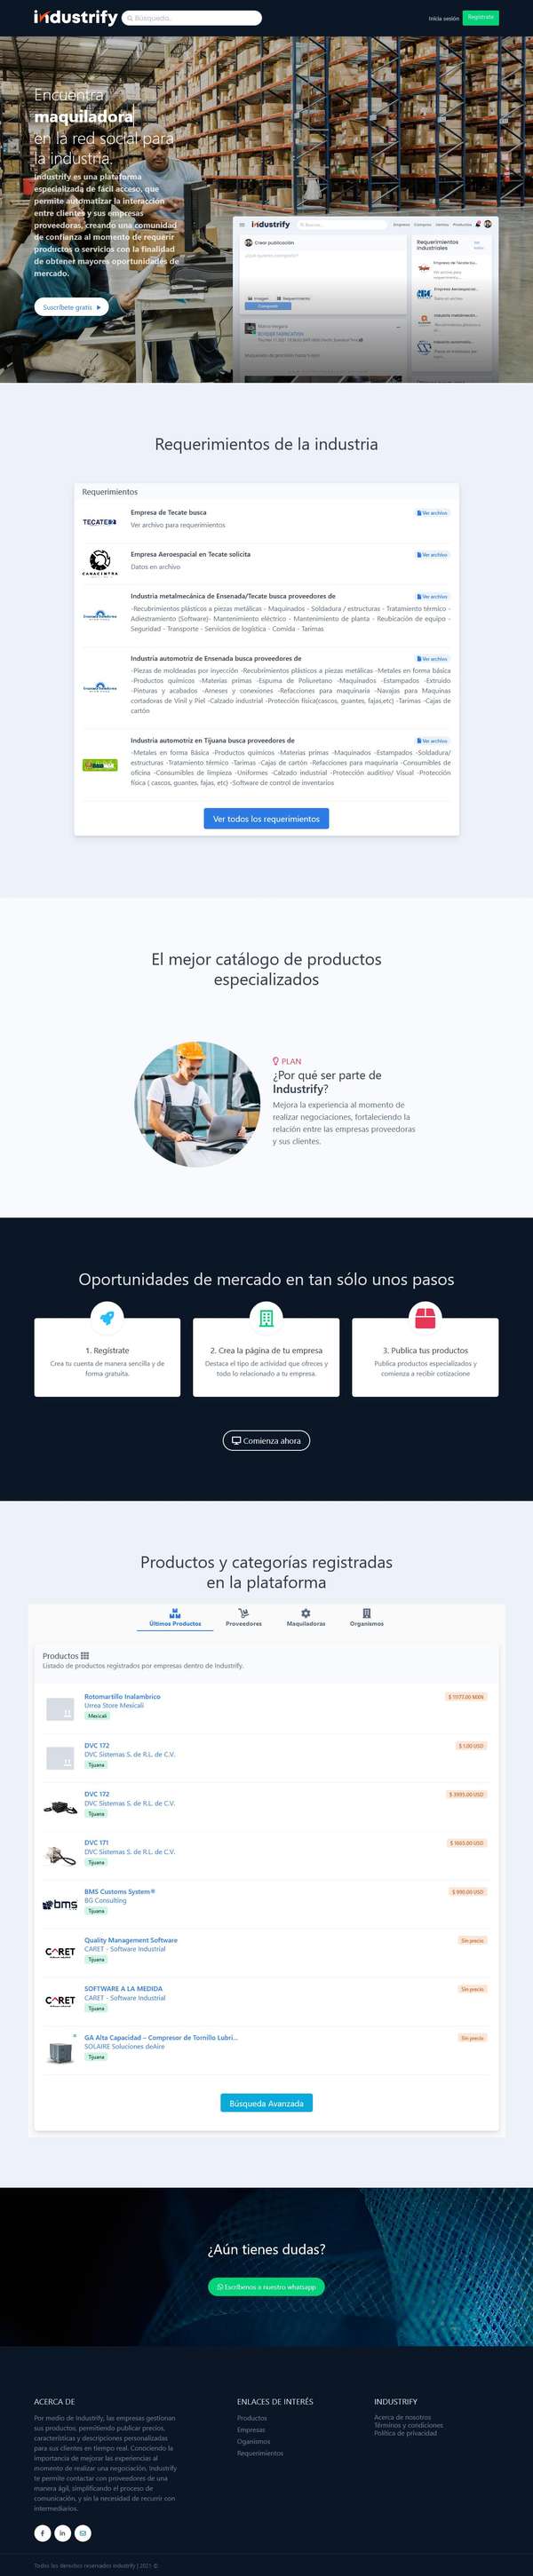 industrify
Búsqueda..
Inicia sesión
Regístrate
Encuentra
maquiladora
en la red social para
la industria.
Industrify es una plataforma
especializada de fácil acceso, que
permite automatizar la interacción
entre clientes y sus empresas
proveedoras, creando una comunidad
de confianza al momento de requerir
productos o servicios con la finalidad
de obtener mayores oportunidades de
mercado.
Suscríbete gratis
industrify
Crear publicación
Imagen
Requerimiento
Requerimientos
industriales
Requerimientos de la industria
Requerimientos
TECATE
Empresa de Tecate busca
Ver archivo
Ver archivo para requerimientos
CANACINTRA
Empresa Aeroespacial en Tecate solicita
Ver archivo
Datos en archivo
Industria metalmecánica de Ensenada/Tecate busca proveedores de
Ver archivo
-Recurbimientos plásticos a piezas metálicas - Maquinados - Soldadura / estructuras - Tratamiento térmico -
Adiestramiento (Software)- Mantenimiento eléctrico - Mantenimiento de planta - Reubicación de equipo -
Seguridad - Transporte - Servicios de logística - Comida - Tarimas
Industria automotriz de Ensenada busca proveedores de
Ver archivo
-Piezas de moldeadas por inyección -Recubrimientos plásticos a piezas metálicas -Metales en forma básica
-Productos químicos -Materias primas -Espuma de Poliuretano -Maquinados -Estampados -Extruido
-Pinturas y acabados -Arneses y conexiones -Refacciones para maquinaria -Navajas para Maquinas
cortadoras de Vinil y Piel -Calzado industrial -Protección física(cascos, guantes, fajas,etc) -Tarimas -Cajas de
cartón
Industria automotriz en Tijuana busca proveedores de
Ver archivo
-Metales en forma Básica -Productos químicos -Materias primas -Maquinados -Estampados -Soldadura/
estructuras -Tratamiento térmico -Tarimas -Cajas de cartón -Refacciones para maquinaria -Consumibles de
oficina -Consumibles de limpieza -Uniformes -Calzado industrial -Protección auditivo/ Visual -Protección
física ( cascos, guantes, fajas, etc) -Software de control de inventarios
Ver todos los requerimientos
El mejor catálogo de productos
especializados
PLAN
¿Por qué ser parte de
Industrify?
Mejora la experiencia al momento de
realizar negociaciones, fortaleciendo la
relación entre las empresas proveedoras
y sus clientes.
Oportunidades de mercado en tan sólo unos pasos
1. Regístrate
Crea tu cuenta de manera sencilla y de
forma gratuita.
2. Crea la página de tu empresa
Destaca el tipo de actividad que ofreces y
todo lo relacionado a tu empresa.
3. Publica tus productos
Publica productos especializados y
comienza a recibir cotizacione
Comienza ahora
Productos y categorías registradas
en la plataforma
Últimos Productos
Proveedores
Maquiladoras
Organismos
Productos
Listado de productos registrados por empresas dentro de Industrify.
Rotomartillo Inalambrico
Urrea Store Mexicali
Mexicali
DVC 172
$ 1.00 USD
DVC Sistemas S. de R.L. de C.V.
Tijuana
DVC 172
DVC Sistemas S. de R.L. de C.V.
Tijuana
DVC 171
DVC Sistemas S. de R.L. de C.V.
Tijuana
bms
BMS Customs System®
$ 990.00 USD
BG Consulting
Tijuana
Quality Management Software
Sin precio
CARET
CARET - Software Industrial
Tijuana
SOFTWARE A LA MEDIDA
Sin precio
CARET
CARET - Software Industrial
Tijuana
GA Alta Capacidad – Compresor de Tornillo Lubri...
Sin precio
SOLAIRE Soluciones deAire
Tijuana
Búsqueda Avanzada
¿Aún tienes dudas?
Escríbenos a nuestro whatsapp
ACERCA DE
Por medio de Industrify, las empresas gestionan
sus productos, permitiendo publicar precios,
características y descripciones personalizadas
para sus clientes en tiempo real. Conociendo la
importancia de mejorar las experiencias al
momento de realizar una negociación, Industrify
te permite contactar con proveedores de una
manera ágil, simplificando el proceso de
comunicación, y sin la necesidad de recurrir con
intermediarios.
ENLACES DE INTERÉS
Productos
Empresas
Oganismos
Requerimientos
INDUSTRIFY
Acerca de nosotros
Términos y condiciones
Política de privacidad
Todos los derechos reservados industrify | 2021 ©